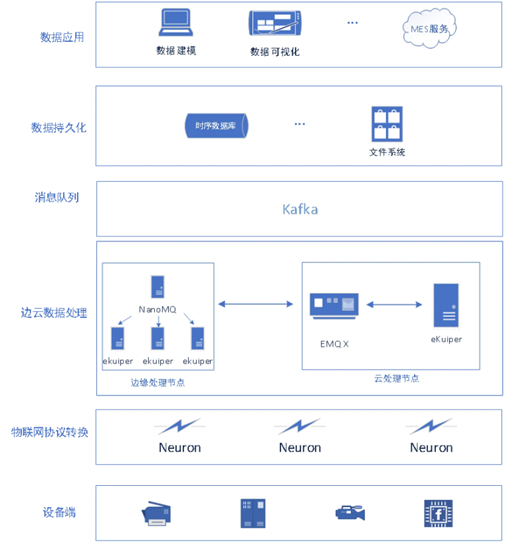 数据应用
数据建模
数据可视化
...
MES服务
数据持久化
时序数据库
...
文件系统
消息队列
Kafka
边云数据处理
NanoMQ
ekuiper
ekuiper
ekuiper
边缘处理节点
EMQ X
eKuiper
云处理节点
物联网协议转换
Neuron
Neuron
Neuron
设备端
f